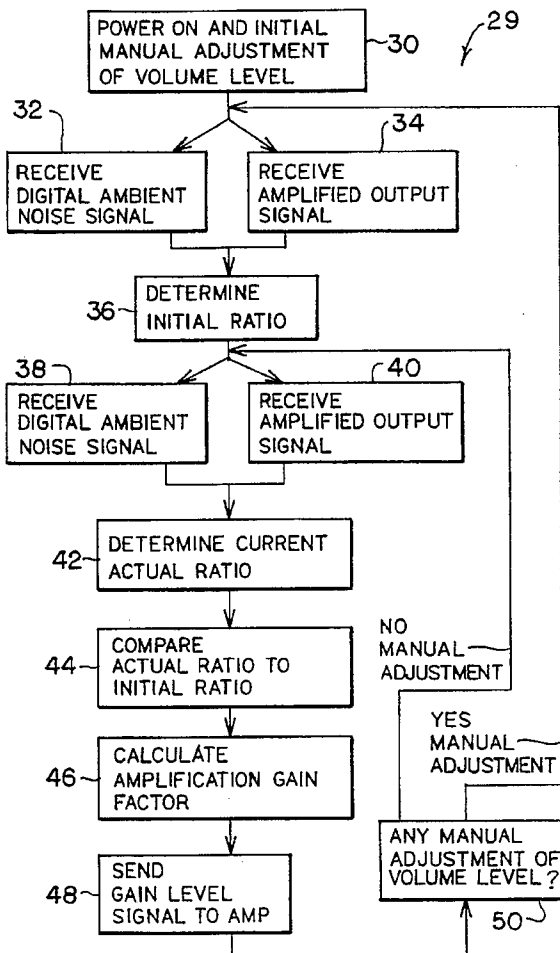 POWER ON AND INITIAL
MANUAL ADJUSTMENT
OF VOLUME LEVEL
30
29
32
34
RECEIVE
DIGITAL AMBIENT
NOISE SIGNAL
RECEIVE
AMPLIFIED OUTPUT
SIGNAL
36
DETERMINE
INITIAL RATIO
38
40
RECEIVE
DIGITAL AMBIENT
NOISE SIGNAL
RECEIVE
AMPLIFIED OUTPUT
SIGNAL
42
DETERMINE CURRENT
ACTUAL RATIO
44
COMPARE
ACTUAL RATIO TO
INITIAL RATIO
NO
MANUAL
ADJUSTMENT
46
CALCULATE
AMPLIFICATION GAIN
FACTOR
YES
MANUAL
ADJUSTMENT
48
SEND
GAIN LEVEL
SIGNAL TO AMP
ANY MANUAL
ADJUSTMENT OF
VOLUME LEVEL?
50